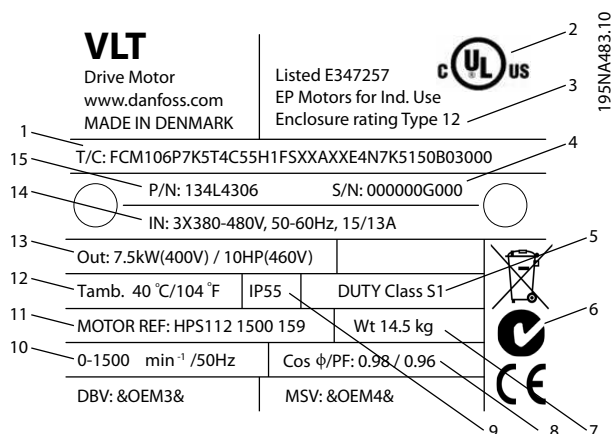 VLT
Drive Motor
www.danfoss.com
MADE IN DENMARK
Listed E347257
EP Motors for Ind. Use
Enclosure rating Type 12
C UL US
195NA483.10
2
3
1
T/C: FCM106P7K5T4C55H1FSXXAXXE4N7K5150B03000
4
15
P/N: 134L4306 S/N: 000000G000
14
IN: 3X380-480V, 50-60Hz, 15/13A
13
Out: 7.5kW(400V) / 10HP(460V)
5
12
Tamb. 40 °C/104 °F IP55 DUTY Class S1
11
MOTOR REF: HPS112 1500 159 Wt 14.5 kg
6
10
0-1500 min⁻¹ /50Hz Cos ϕ/PF: 0.98 / 0.96
DBV: &OEM3& MSV: &OEM4&
CE
9 8 7